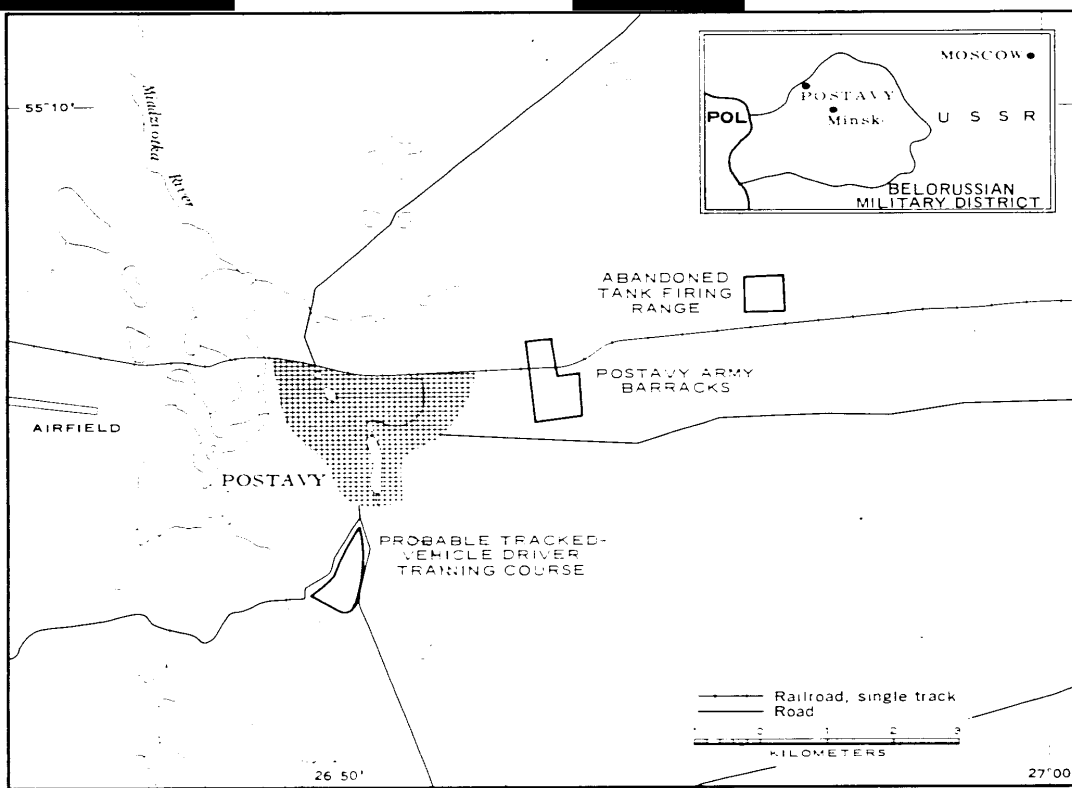 55°10'
Miadziotka River
MOSCOW
POSTAVY
Minsk
POL
U S S R
BELORUSSIAN
MILITARY DISTRICT
ABANDONED
TANK FIRING
RANGE
POSTAVY ARMY
BARRACKS
AIRFIELD
POSTAVY
PROBABLE TRACKED-
VEHICLE DRIVER
TRAINING COURSE
Railroad, single track
Road
1 0 1 2 3
KILOMETERS
26 50'
27°00